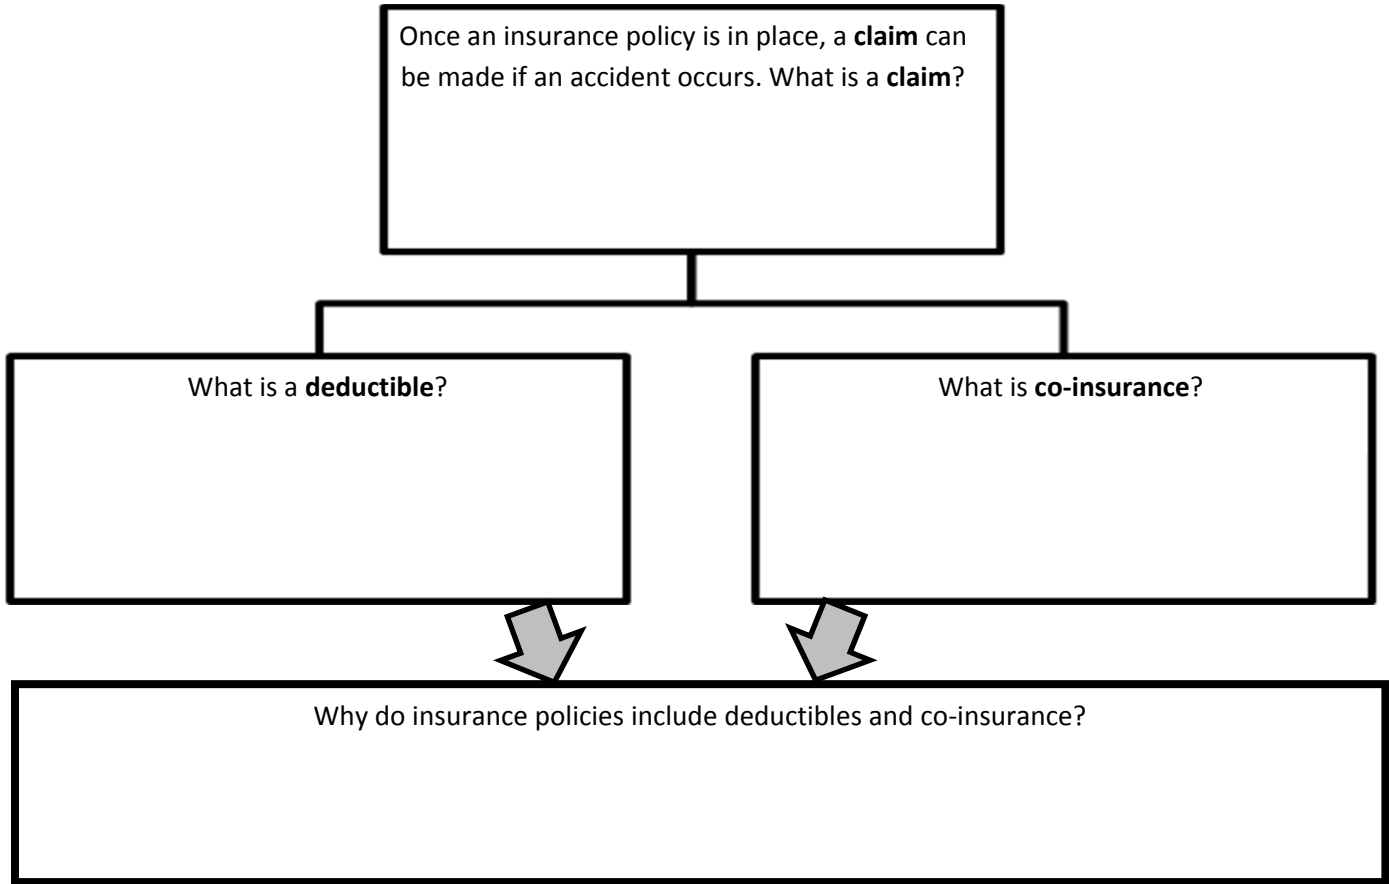 Once an insurance policy is in place, a claim can
be made if an accident occurs. What is a claim?
What is a deductible?
What is co-insurance?
Why do insurance policies include deductibles and co-insurance?